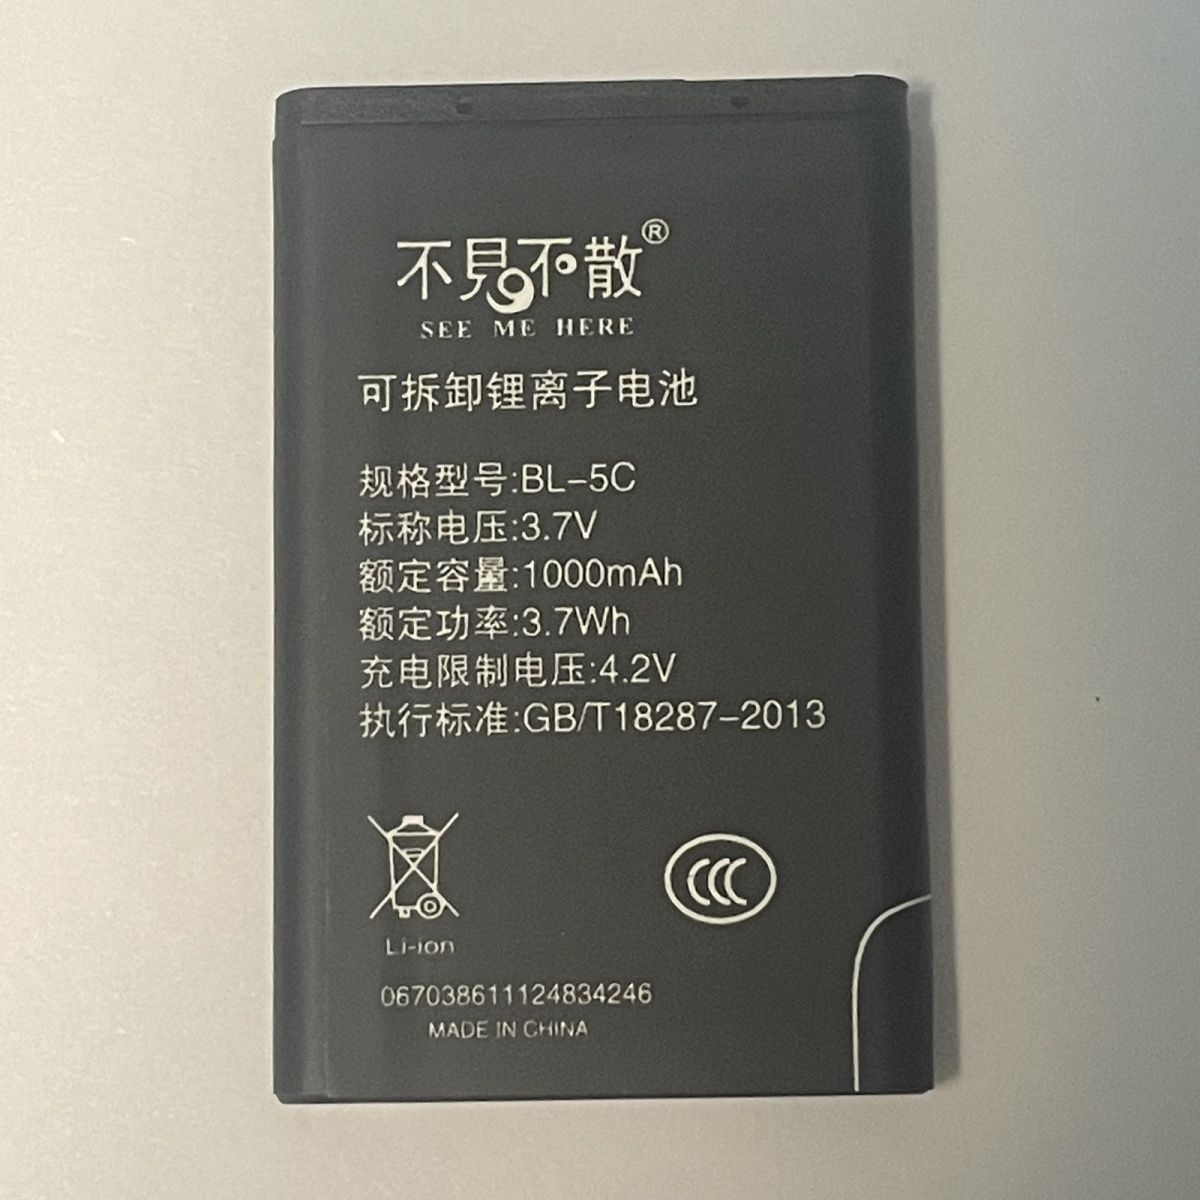 不見不散®
SEE ME HERE
可拆卸锂离子电池
规格型号:BL-5C
标称电压:3.7V
额定容量:1000mAh
额定功率:3.7Wh
充电限制电压:4.2V
执行标准:GB/T18287-2013
CCC
Li-ion
067038611124834246
MADE IN CHINA